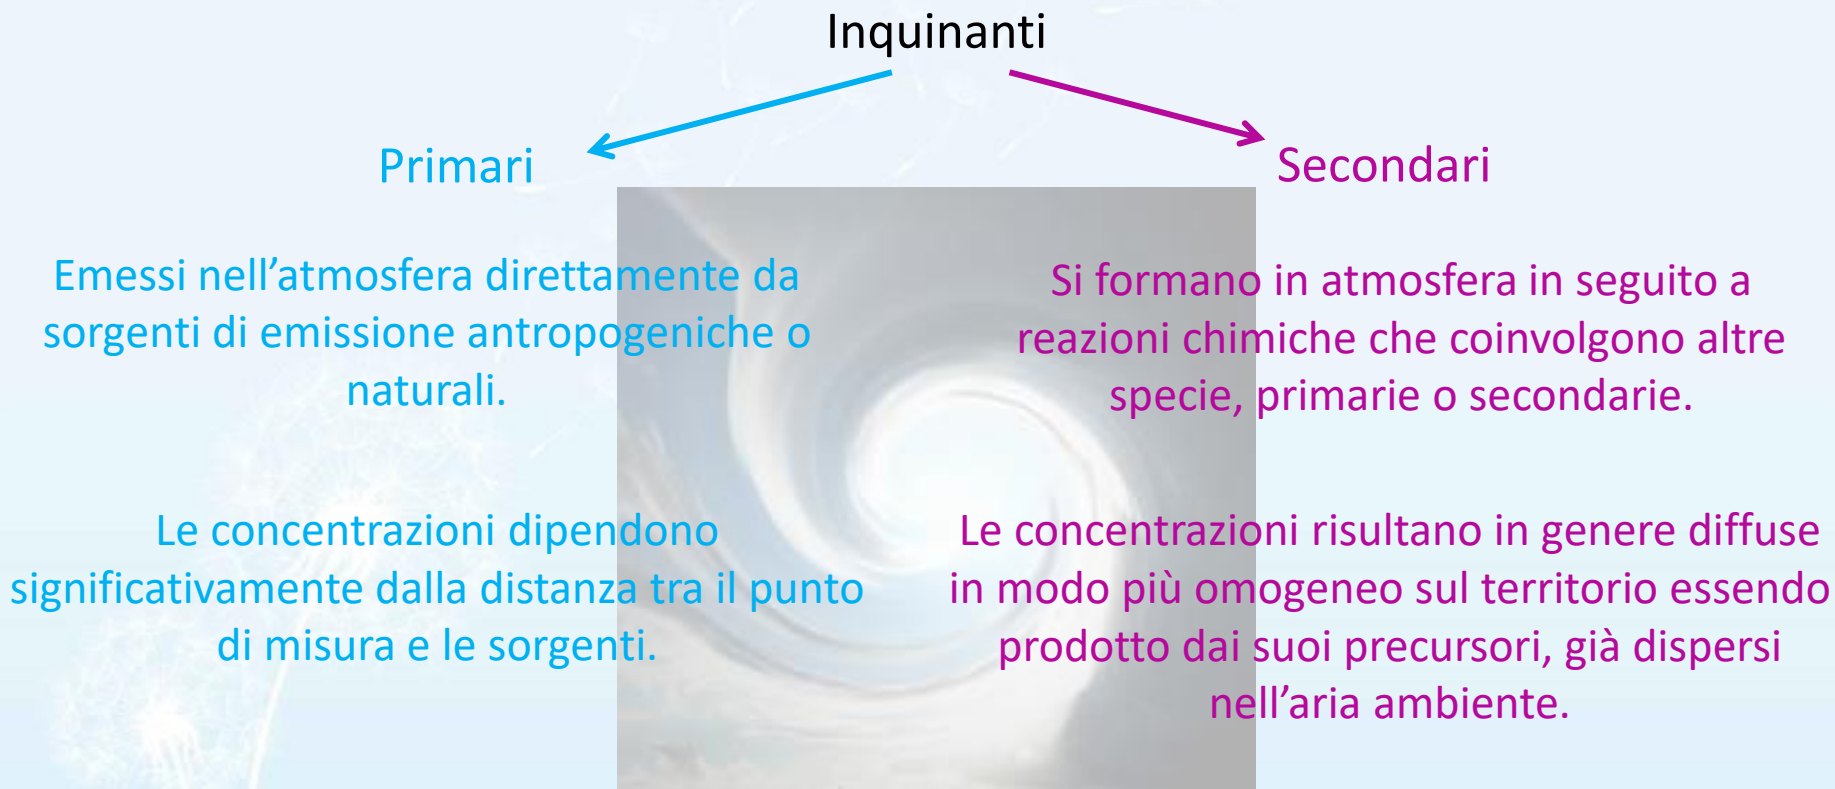 Inquinanti
Primari
Emessi nell’atmosfera direttamente da
sorgenti di emissione antropogeniche o
naturali.
Le concentrazioni dipendono
significativamente dalla distanza tra il punto
di misura e le sorgenti.
Secondari
Si formano in atmosfera in seguito a
reazioni chimiche che coinvolgono altre
specie, primarie o secondarie.
Le concentrazioni risultano in genere diffuse
in modo più omogeneo sul territorio essendo
prodotto dai suoi precursori, già dispersi
nell’aria ambiente.